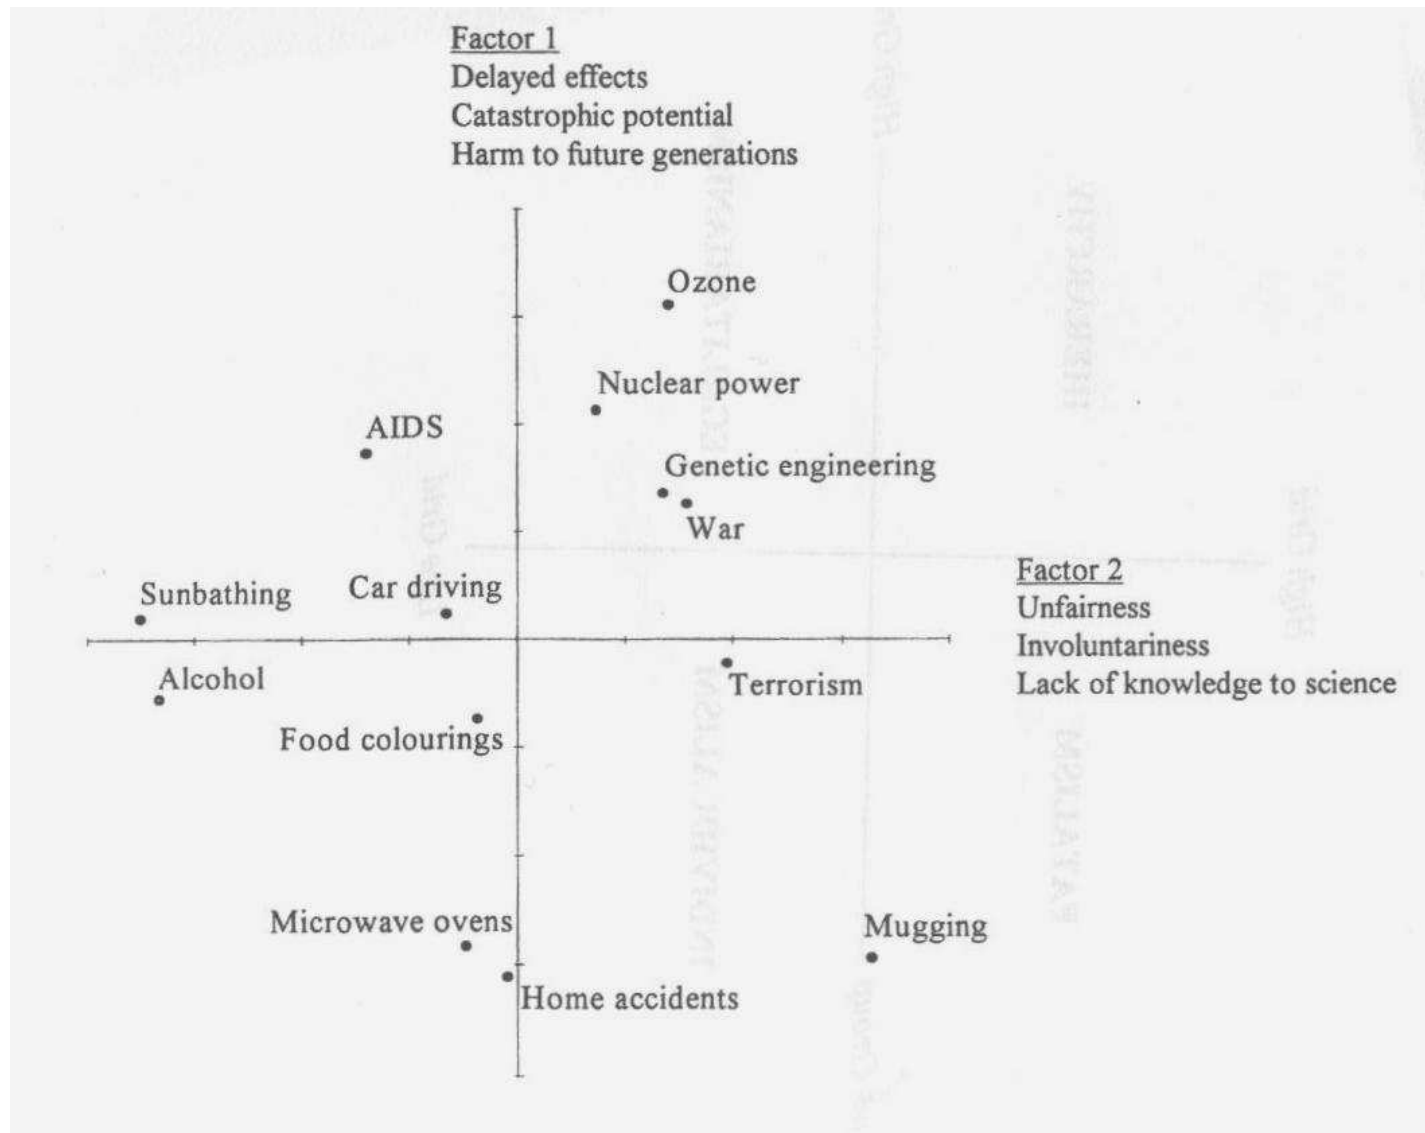 Factor 1
Delayed effects
Catastrophic potential
Harm to future generations
Ozone
Nuclear power
AIDS
Genetic engineering
War
Factor 2
Unfairness
Involuntariness
Lack of knowledge to science
Sunbathing
Car driving
Alcohol
Terrorism
Food colourings
Microwave ovens
Mugging
Home accidents